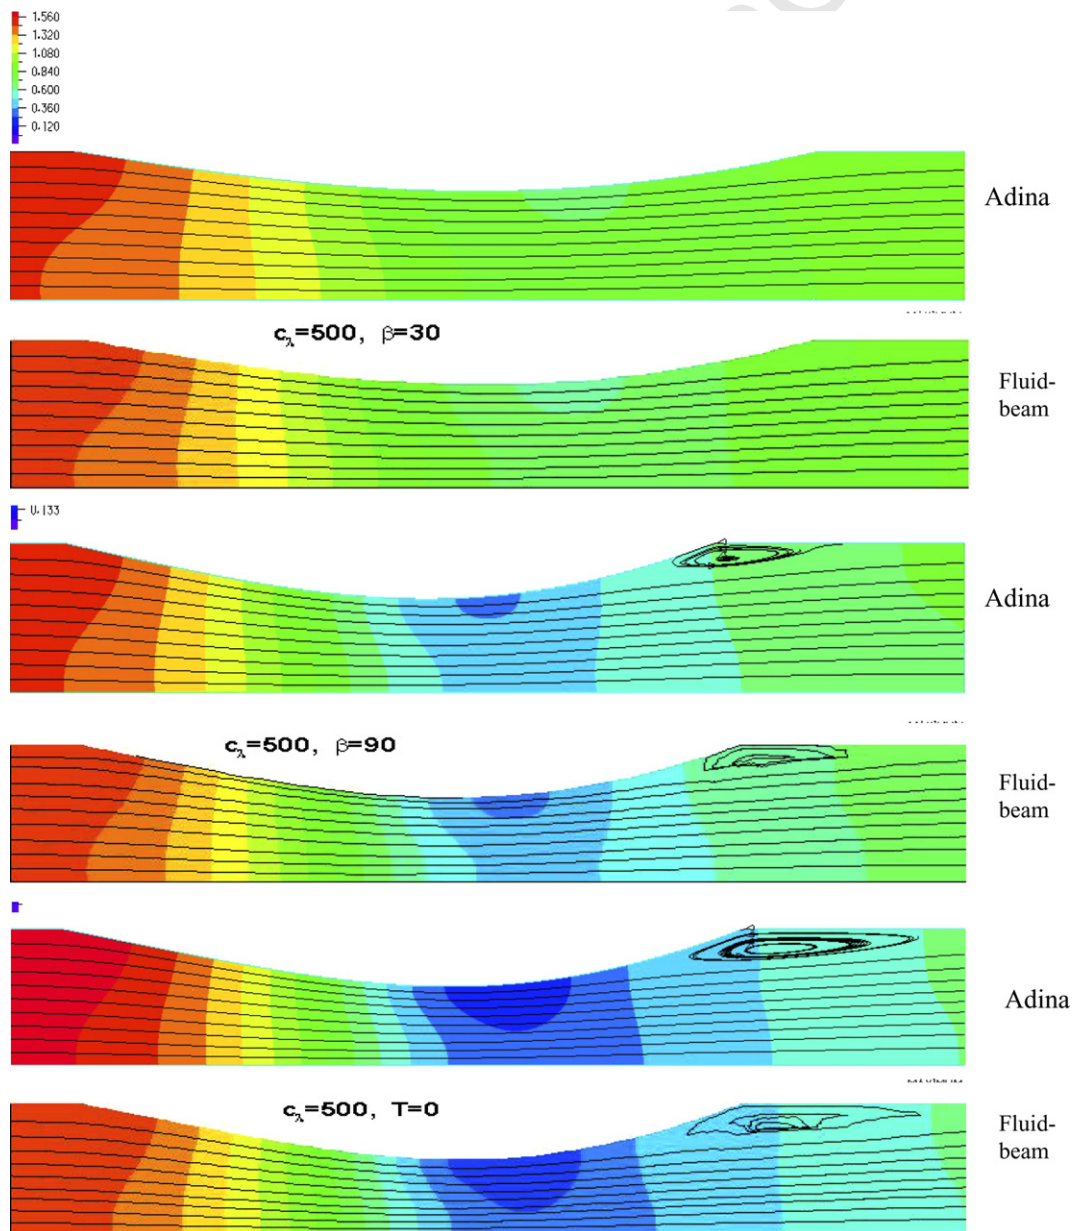 1.560
1.320
1.080
0.840
0.600
0.360
0.120
Adina
cλ=500, β=30
Fluid-
beam
0.133
Adina
cλ=500, β=90
Fluid-
beam
Adina
cλ=500, T=0
Fluid-
beam